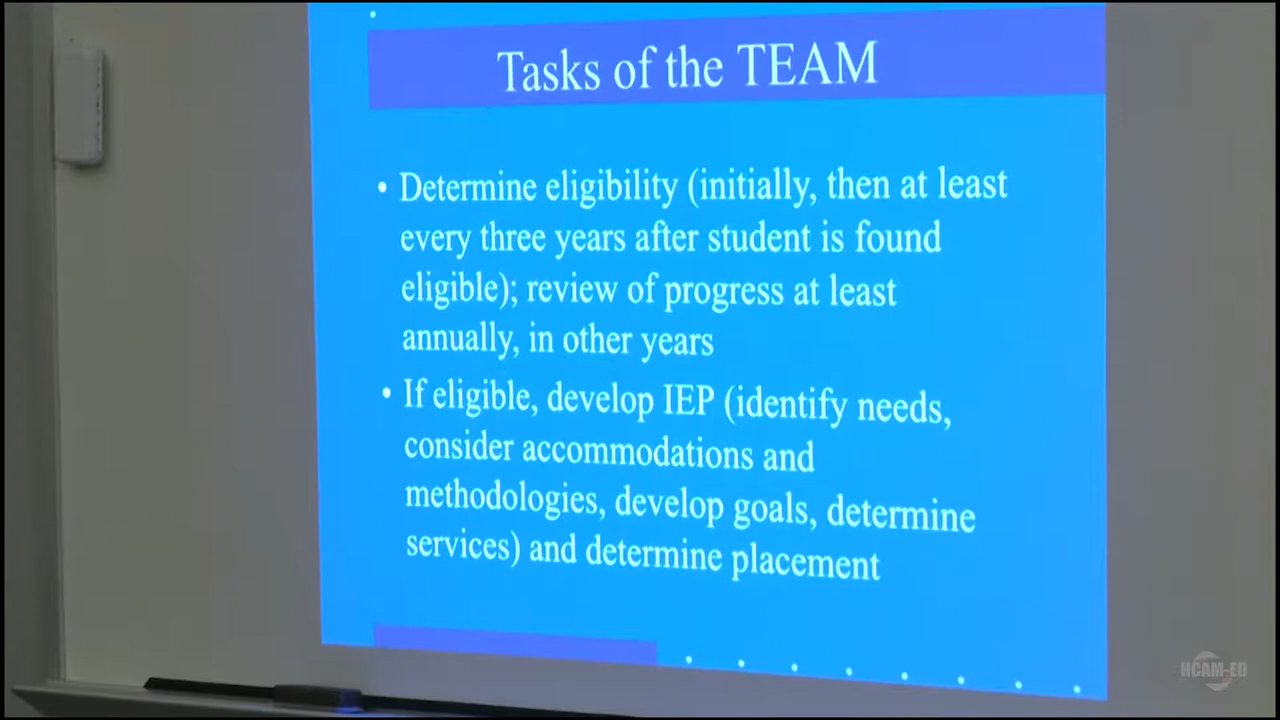 Tasks of the TEAM
• Determine eligibility (initially, then at least
every three years after student is found
eligible); review of progress at least
annually, in other years
• If eligible, develop IEP (identify needs,
consider accommodations and
methodologies, develop goals, determine
services) and determine placement
HCAM-ED